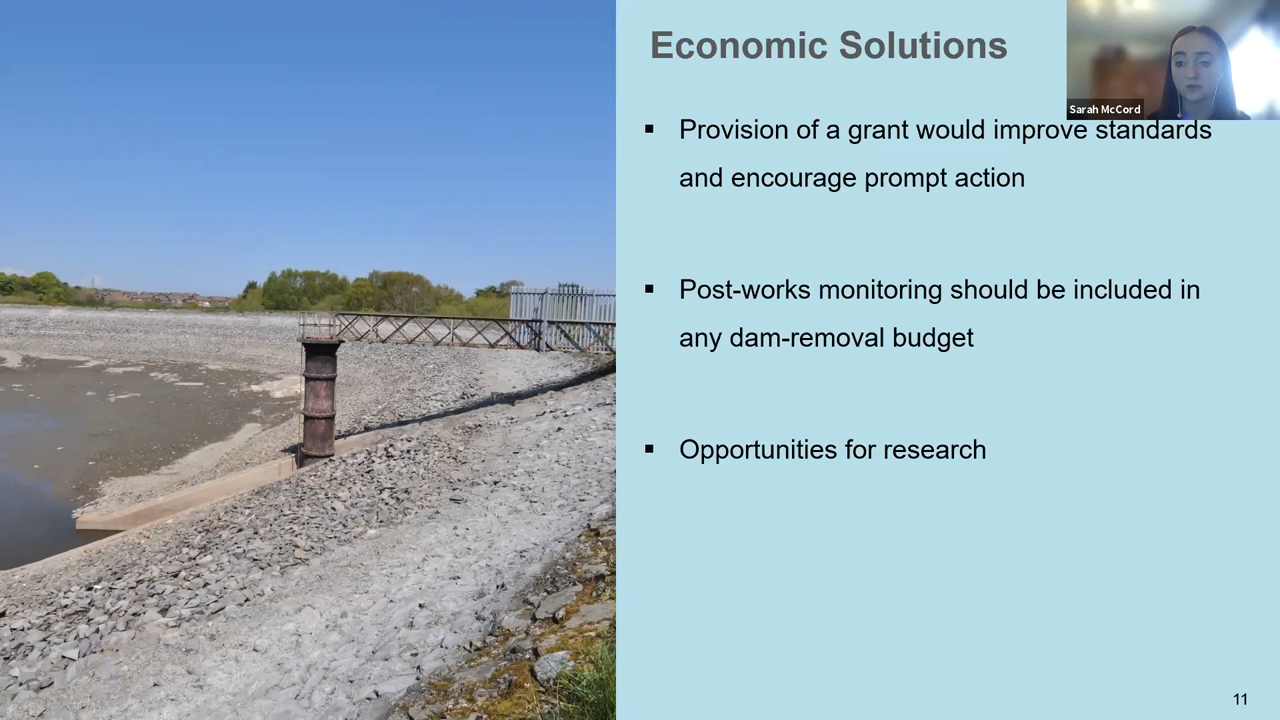 Economic Solutions
Sarah McCord
▪ Provision of a grant would improve standards
and encourage prompt action
▪ Post-works monitoring should be included in
any dam-removal budget
▪ Opportunities for research
11